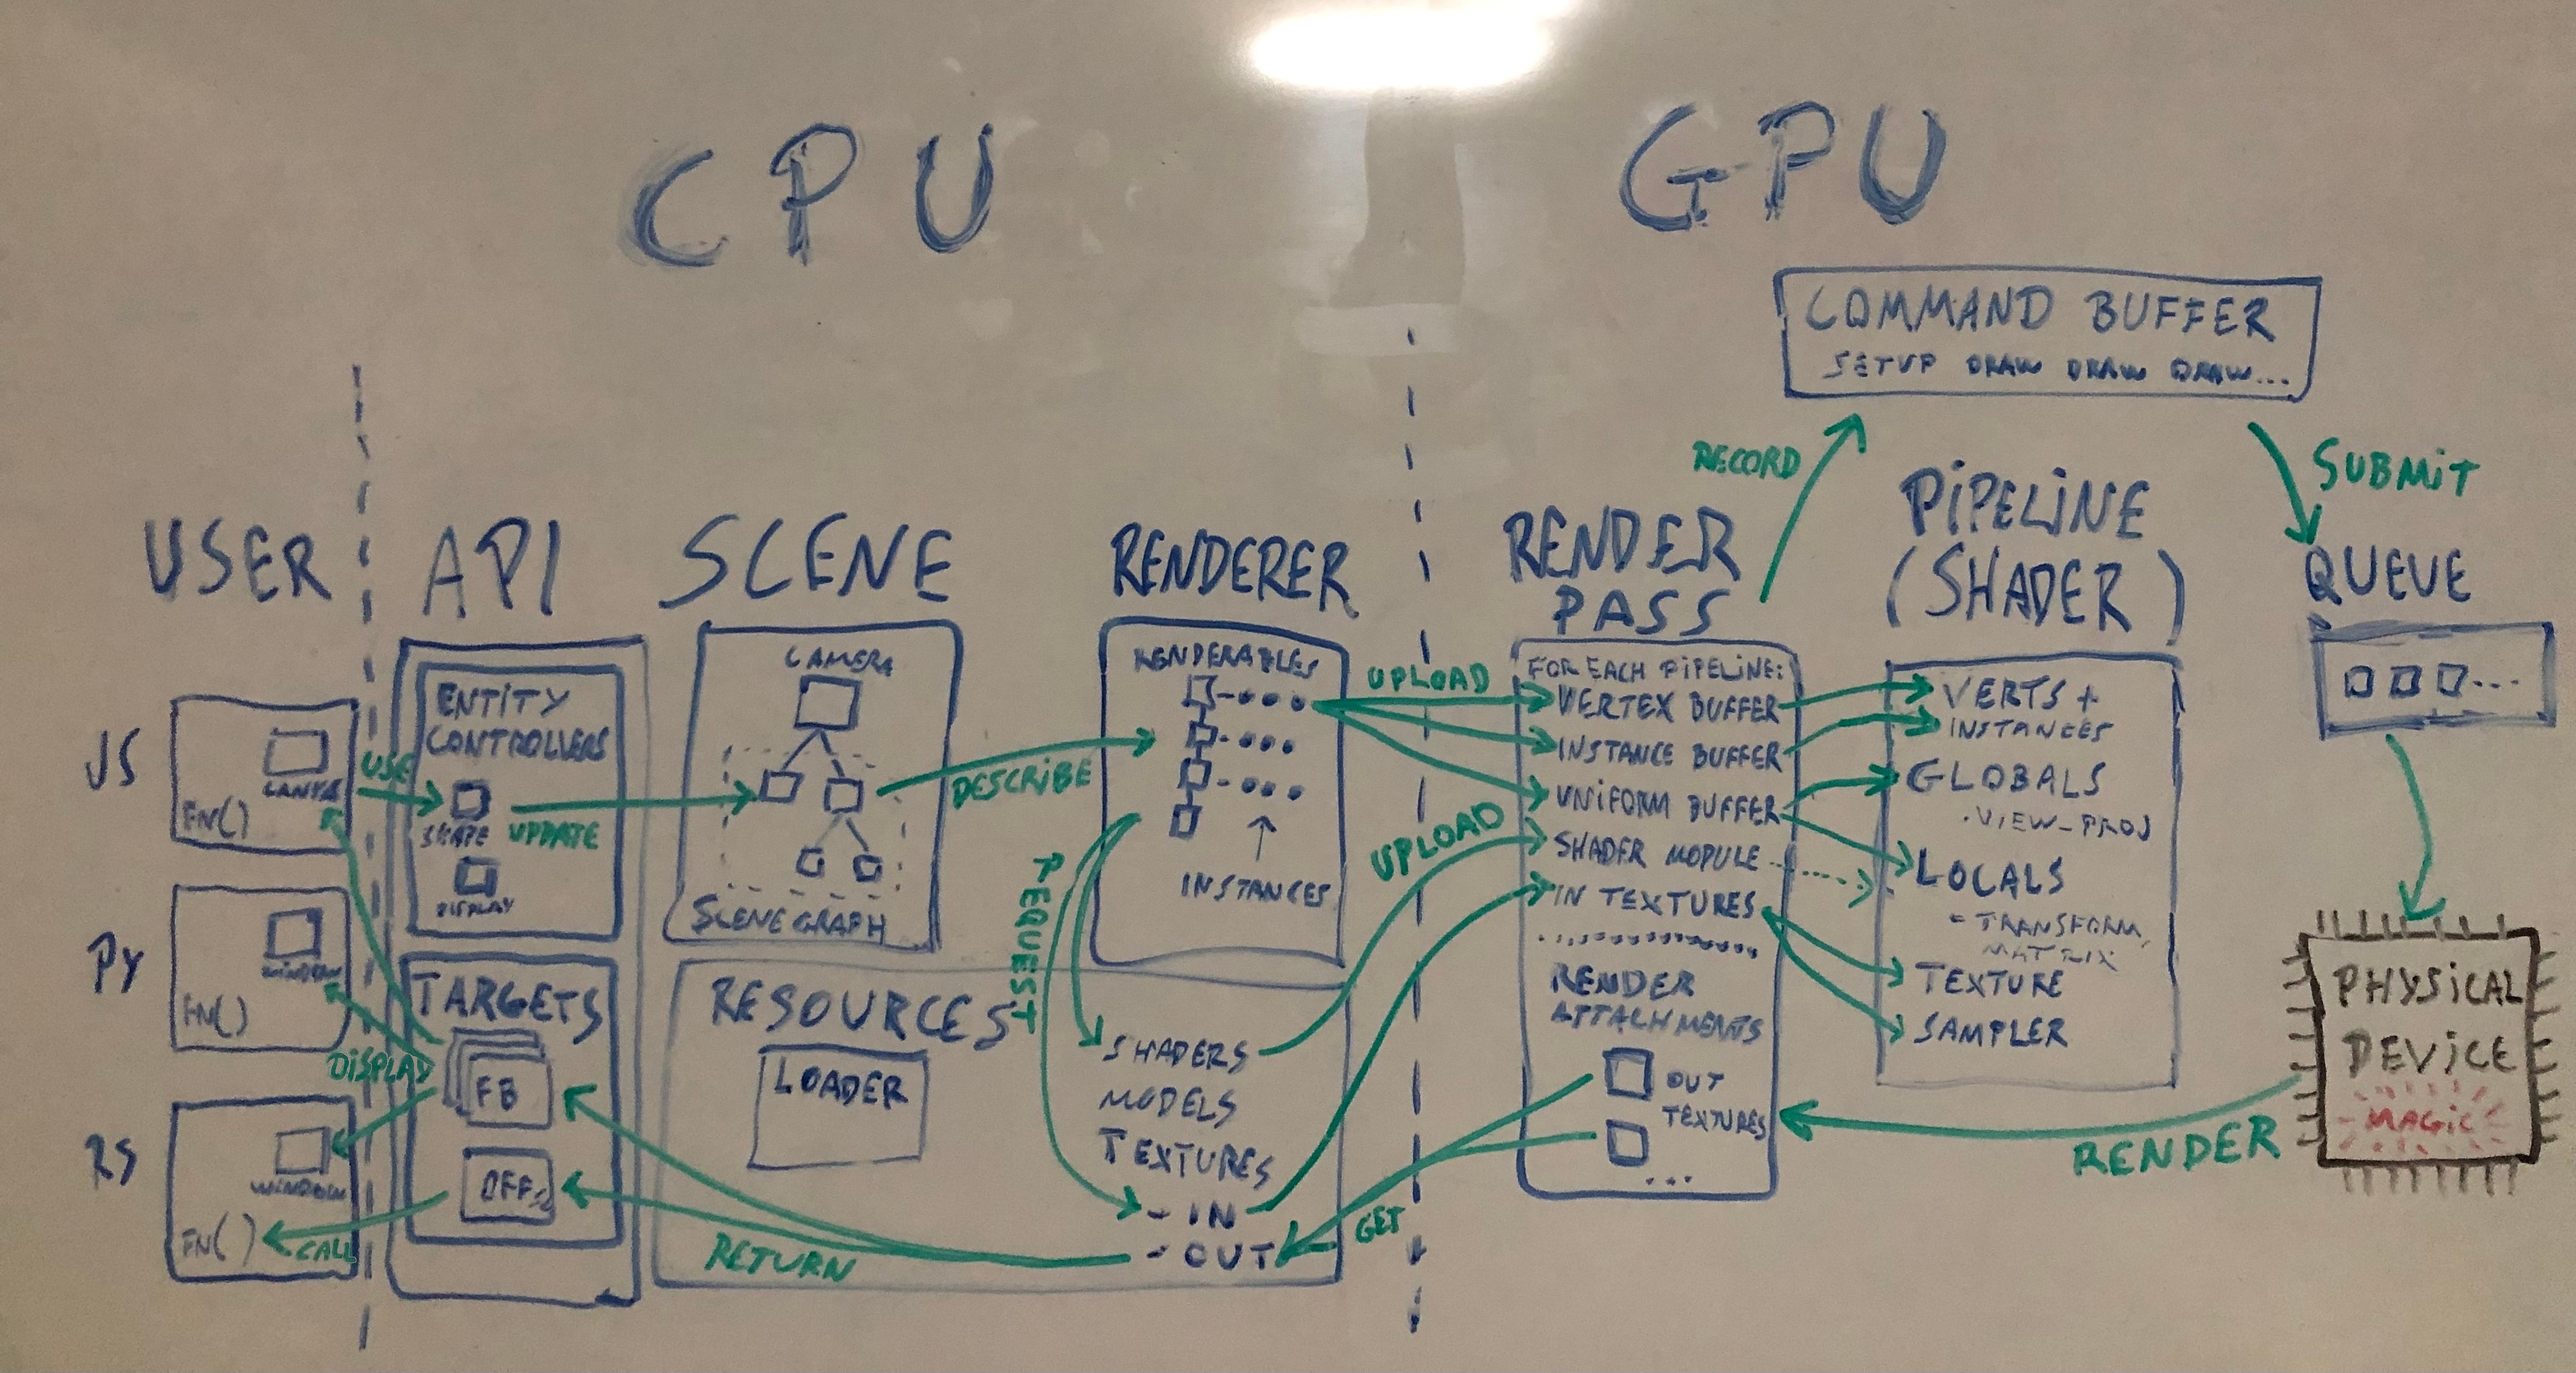 CPU
GPU
COMMAND BUFFER
SETUP DRAW DRAW DRAW...
RECORD
SUBMIT
USER
API
SCENE
RENDERER
RENDER
PASS
PIPELINE
(SHADER)
QUEUE
JS
FN()
USE
ENTITY
CONTROLLERS
SHAPE
UPDATE
DISPLAY
CAMERA
SCENE GRAPH
DESCRIBE
RENDERABLES
INSTANCES
REQUEST
UPLOAD
UPLOAD
FOR EACH PIPELINE:
VERTEX BUFFER
INSTANCE BUFFER
UNIFORM BUFFER
SHADER MODULE
IN TEXTURES
RENDER
ATTACHMENTS
OUT
TEXTURES
...
VERTS +
INSTANCES
GLOBALS
-VIEW_PROJ
LOCALS
- TRANSFORM
MATRIX
TEXTURE
SAMPLER
...
PHYSICAL
DEVICE
MAGIC
RENDER
PY
WINDOW
FN()
TARGETS
FB
DISPLAY
RESOURCES
LOADER
SHADERS
MODELS
TEXTURES
- IN
- OUT
GET
RETURN
RS
WINDOW
FN()
CALL